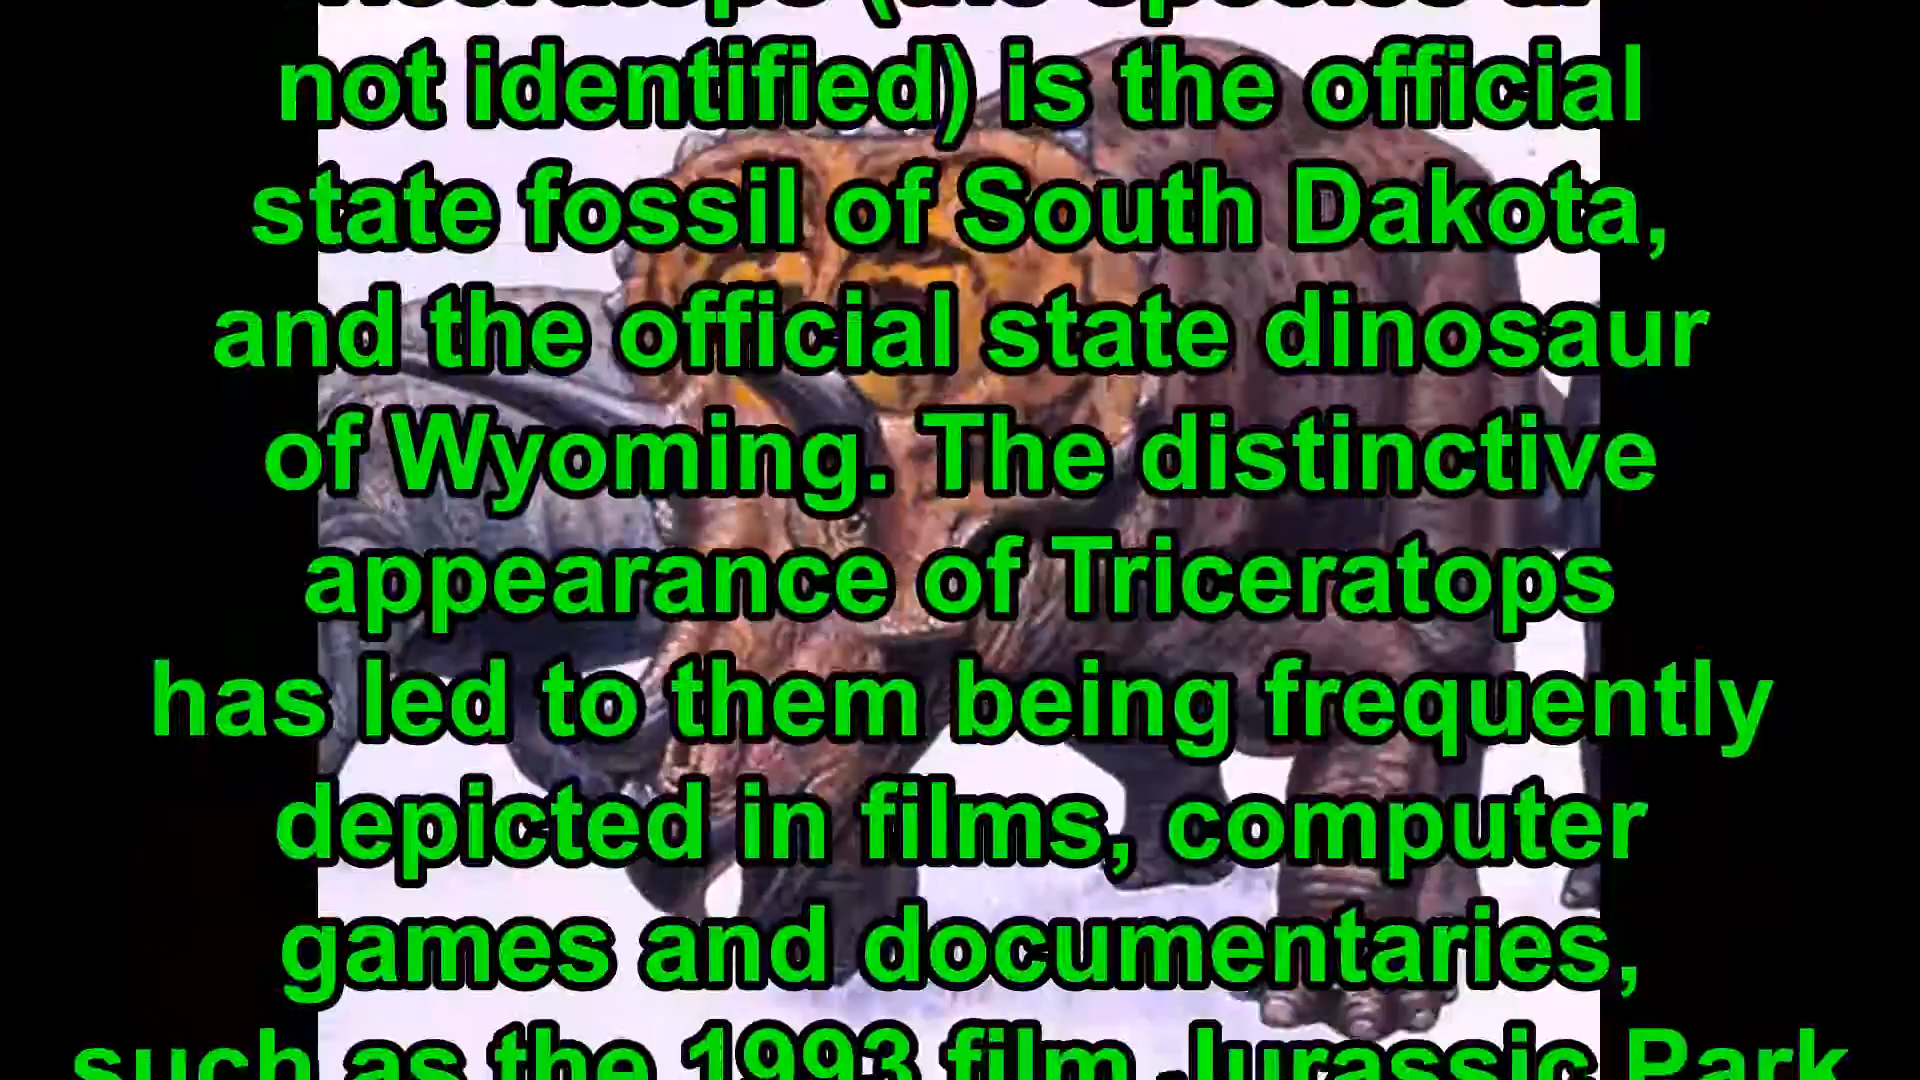 not identified) is the official
state fossil of South Dakota,
and the official state dinosaur
of Wyoming. The distinctive
appearance of Triceratops
has led to them being frequently
depicted in films, computer
games and documentaries,
such as the 1993 film Jurassic Park